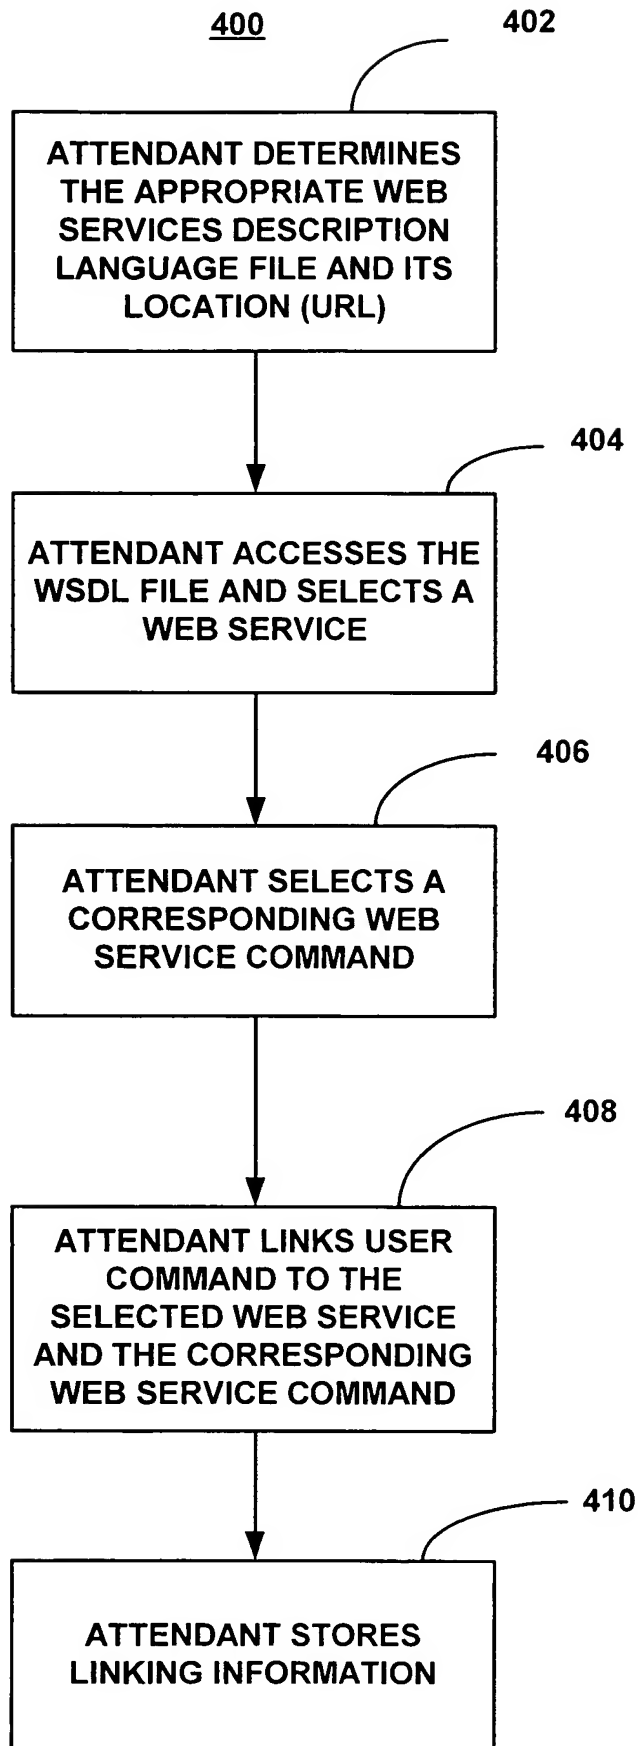 400
402
ATTENDANT DETERMINES
THE APPROPRIATE WEB
SERVICES DESCRIPTION
LANGUAGE FILE AND ITS
LOCATION (URL)
404
ATTENDANT ACCESSES THE
WSDL FILE AND SELECTS A
WEB SERVICE
406
ATTENDANT SELECTS A
CORRESPONDING WEB
SERVICE COMMAND
408
ATTENDANT LINKS USER
COMMAND TO THE
SELECTED WEB SERVICE
AND THE CORRESPONDING
WEB SERVICE COMMAND
410
ATTENDANT STORES
LINKING INFORMATION